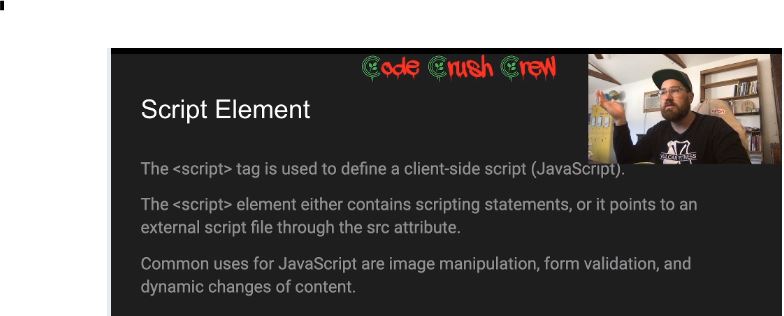 Code Crush Crew
Script Element
The <script> tag is used to define a client-side script (JavaScript).
The <script> element either contains scripting statements, or it points to an
external script file through the src attribute.
Common uses for JavaScript are image manipulation, form validation, and
dynamic changes of content.